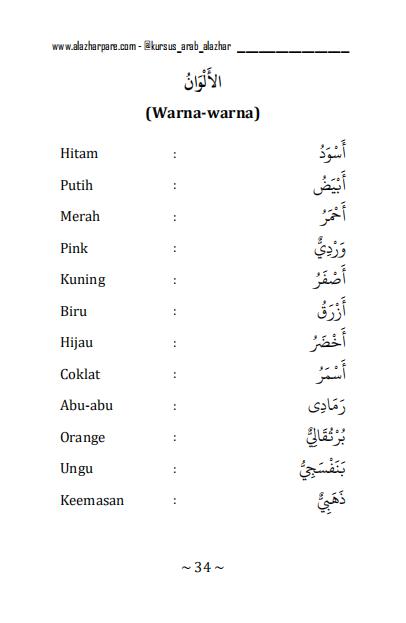 www.alazharpare.com - @kursus_arab_alazhar ___________________
الأَلْوَانُ
(Warna-warna)
Hitam : أَسْوَدُ
Putih : أَبْيَضُ
Merah : أَحْمَرُ
Pink : وَرْدِيٌّ
Kuning : أَصْفَرُ
Biru : أَزْرَقُ
Hijau : أَخْضَرُ
Coklat : أَسْمَرُ
Abu-abu : رَمَادِى
Orange : بُرْتُقَالِيٌّ
Ungu : بَنَفْسَجِيُّ
Keemasan : ذَهَبِيٌّ
~ 34 ~